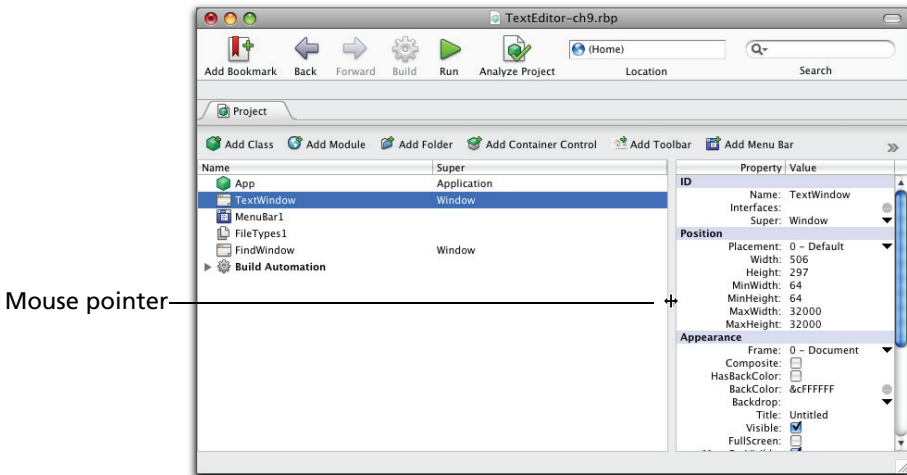 TextEditor-ch9.rbp
Add Bookmark Back Forward Build Run Analyze Project (Home) Location Search
Project
Add Class Add Module Add Folder Add Container Control Add Toolbar Add Menu Bar
Name Super Property Value
App Application
TextWindow Window
MenuBar1
FileTypes1
FindWindow Window
Build Automation
Mouse pointer
ID
Name: TextWindow
Interfaces:
Super: Window
Position
Placement: 0 – Default
Width: 506
Height: 297
MinWidth: 64
MinHeight: 64
MaxWidth: 32000
MaxHeight: 32000
Appearance
Frame: 0 – Document
Composite:
HasBackColor:
BackColor: &cFFFFFF
Backdrop:
Title: Untitled
Visible:
FullScreen: